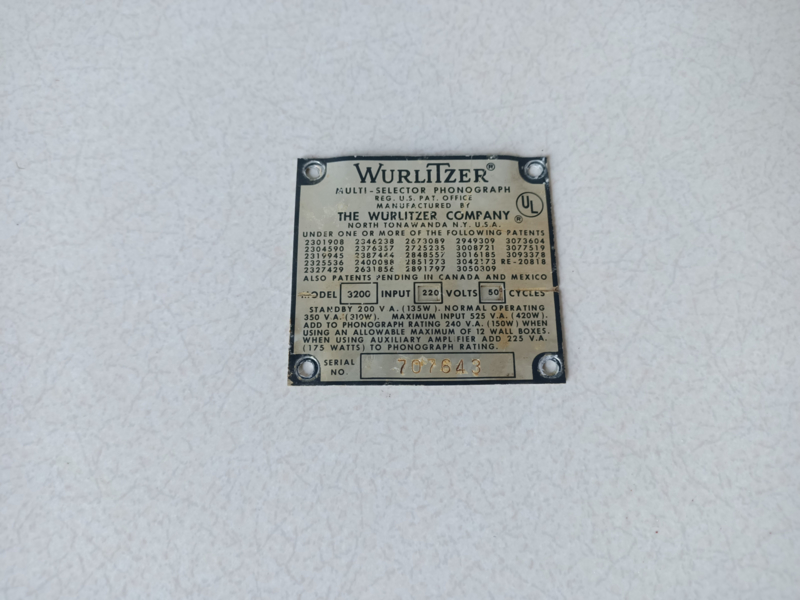 WURLITZER®
MULTI-SELECTOR PHONOGRAPH
REG. U.S. PAT. OFFICE
MANUFACTURED BY
THE WURLITZER COMPANY
UL ®
NORTH TONAWANDA N.Y. U.S.A.
UNDER ONE OR MORE OF THE FOLLOWING PATENTS
2301908 2346238 2673089 2949309 3073604
2304590 2376357 2725235 3008721 3077519
2319945 2387444 2848557 3016185 3093378
2325536 2400088 2851273 3042173 RE-20818
2327429 2631856 2891797 3050309
ALSO PATENTS PENDING IN CANADA AND MEXICO
MODEL 3200 INPUT 220 VOLTS 50 CYCLES
STANDBY 200 V A. (135W). NORMAL OPERATING
350 V.A. (310W). MAXIMUM INPUT 525 V.A. (420W).
ADD TO PHONOGRAPH RATING 240 V.A. (150W) WHEN
USING AN ALLOWABLE MAXIMUM OF 12 WALL BOXES.
WHEN USING AUXILIARY AMPLIFIER ADD 225 V.A.
(175 WATTS) TO PHONOGRAPH RATING.
SERIAL NO. 707643